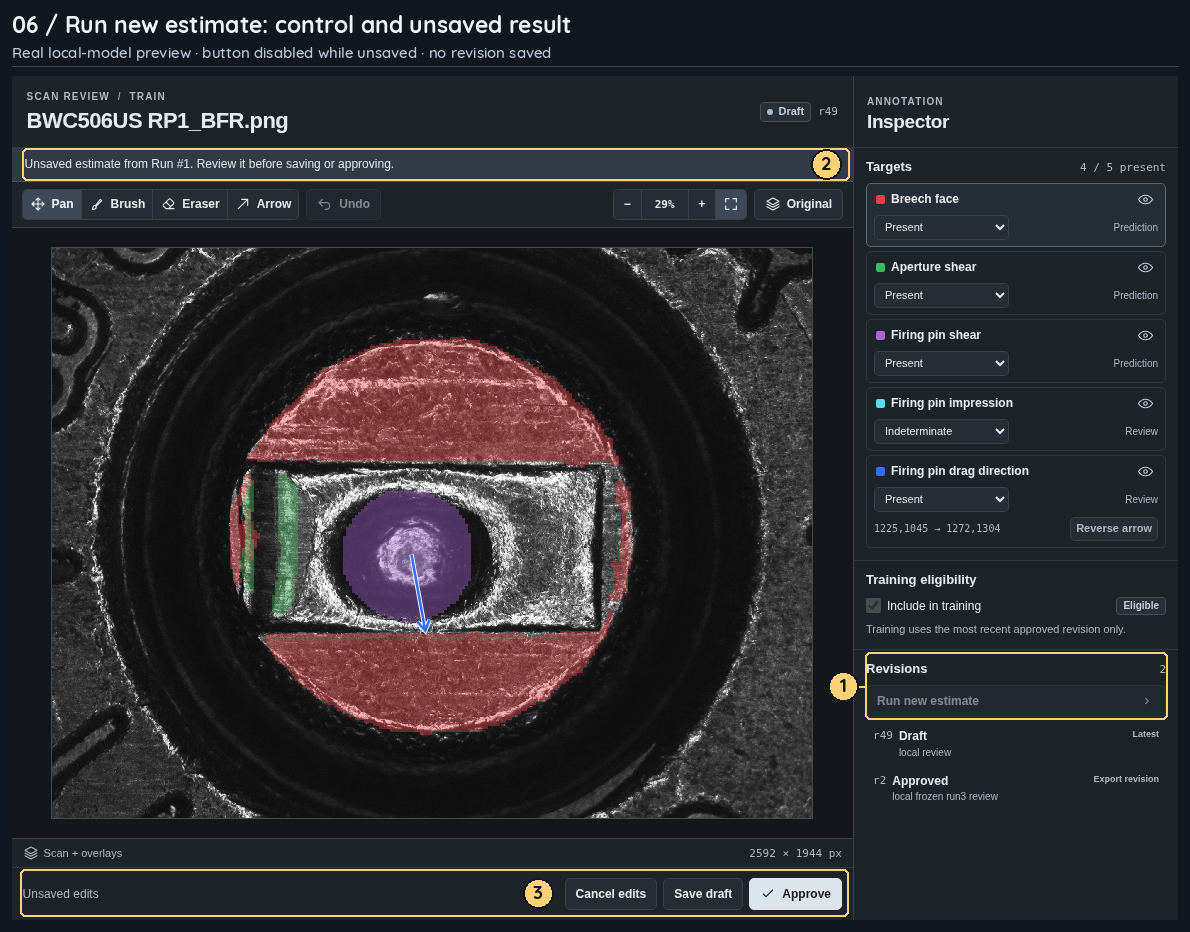 06 / Run new estimate: control and unsaved result
Real local-model preview · button disabled while unsaved · no revision saved
SCAN REVIEW / TRAIN
BWC506US RP1_BFR.png
Draft r49
Unsaved estimate from Run #1. Review it before saving or approving.
2
Pan Brush Eraser Arrow Undo − 29% + Original
Scan + overlays 2592 × 1944 px
Unsaved edits 3 Cancel edits Save draft Approve
ANNOTATION
Inspector
Targets 4 / 5 present
Breech face
Present Prediction
Aperture shear
Present Prediction
Firing pin shear
Present Prediction
Firing pin impression
Indeterminate Review
Firing pin drag direction
Present Review
1225,1045 → 1272,1304 Reverse arrow
Training eligibility
Include in training Eligible
Training uses the most recent approved revision only.
Revisions 2
1 Run new estimate ›
r49 Draft Latest
local review
r2 Approved Export revision
local frozen run3 review